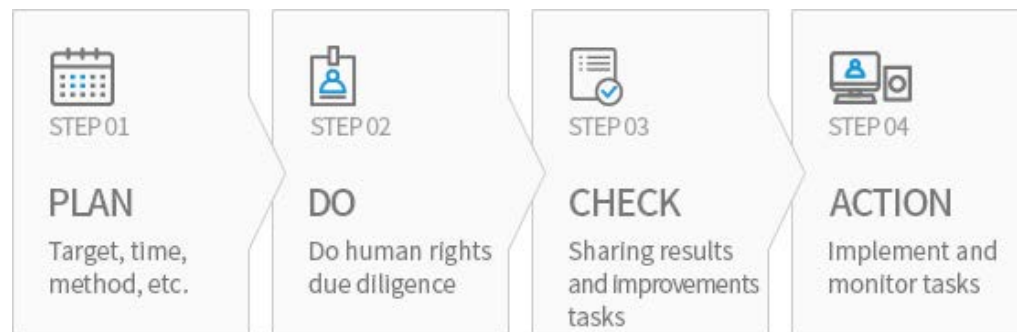 STEP 01
PLAN
Target, time,
method, etc.
STEP 02
DO
Do human rights
due diligence
STEP 03
CHECK
Sharing results
and improvements
tasks
STEP 04
ACTION
Implement and
monitor tasks